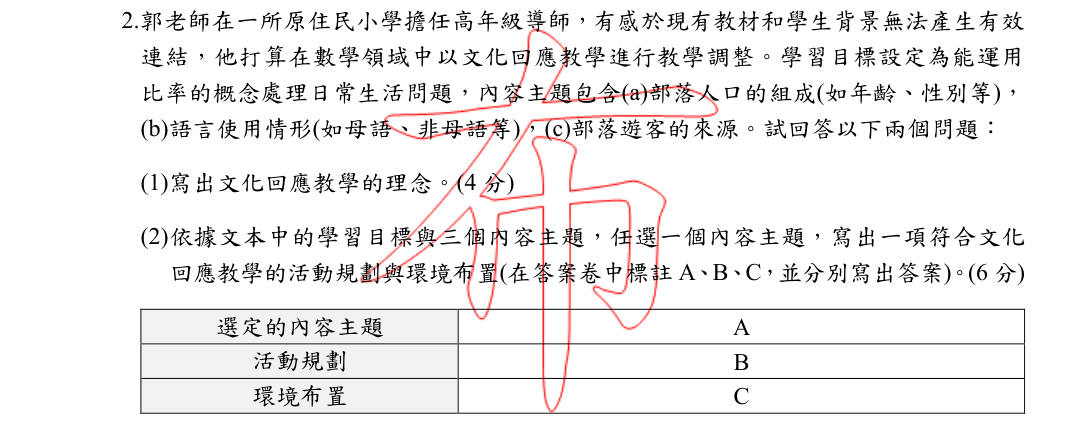 2.郭老師在一所原住民小學擔任高年級導師，有感於現有教材和學生背景無法產生有效
連結，他打算在數學領域中以文化回應教學進行教學調整。學習目標設定為能運用
比率的概念處理日常生活問題，內容主題包含(a)部落人口的組成(如年齡、性別等)，
(b)語言使用情形(如母語、非母語等)，(c)部落遊客的來源。試回答以下兩個問題：
(1)寫出文化回應教學的理念。(4 分)
(2)依據文本中的學習目標與三個內容主題，任選一個內容主題，寫出一項符合文化
回應教學的活動規劃與環境布置(在答案卷中標註 A、B、C，並分別寫出答案)。(6 分)
選定的內容主題 A
活動規劃 B
環境布置 C
布